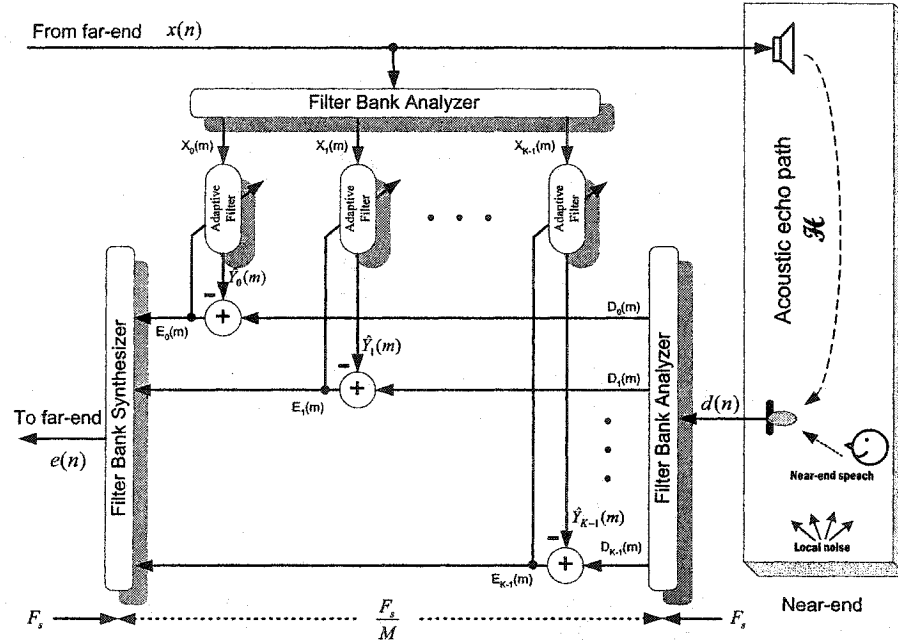 From far-end x(n)
Filter Bank Analyzer
X₀(m)
X₁(m)
X_{K-1}(m)
Adaptive Filter
Adaptive Filter
Adaptive Filter
Ŷ₀(m)
−
+
E₀(m)
D₀(m)
Ŷ₁(m)
−
+
E₁(m)
D₁(m)
Ŷ_{K−1}(m)
−
+
E_{K-1}(m)
D_{K-1}(m)
Filter Bank Synthesizer
Filter Bank Analyzer
To far-end
e(n)
d(n)
Acoustic echo path
ℋ
Near-end speach
Local noise
Near-end
F_s
F_s
M
F_s